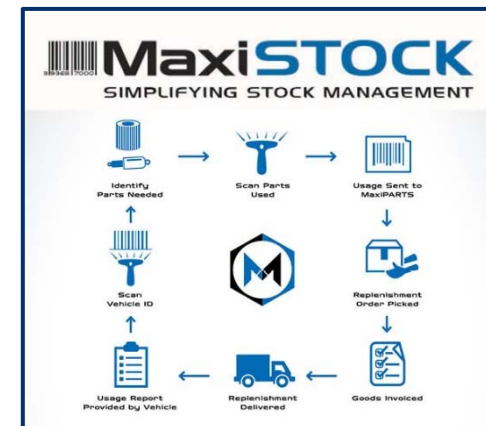 MaxiSTOCK
SIMPLIFYING STOCK MANAGEMENT
Identify
Parts Needed
Scan Parts
Used
Usage Sent to
MaxiPARTS
Scan
Vehicle ID
Replenishment
Order Picked
Usage Report
Provided by Vehicle
Replenishment
Delivered
Goods Invoiced